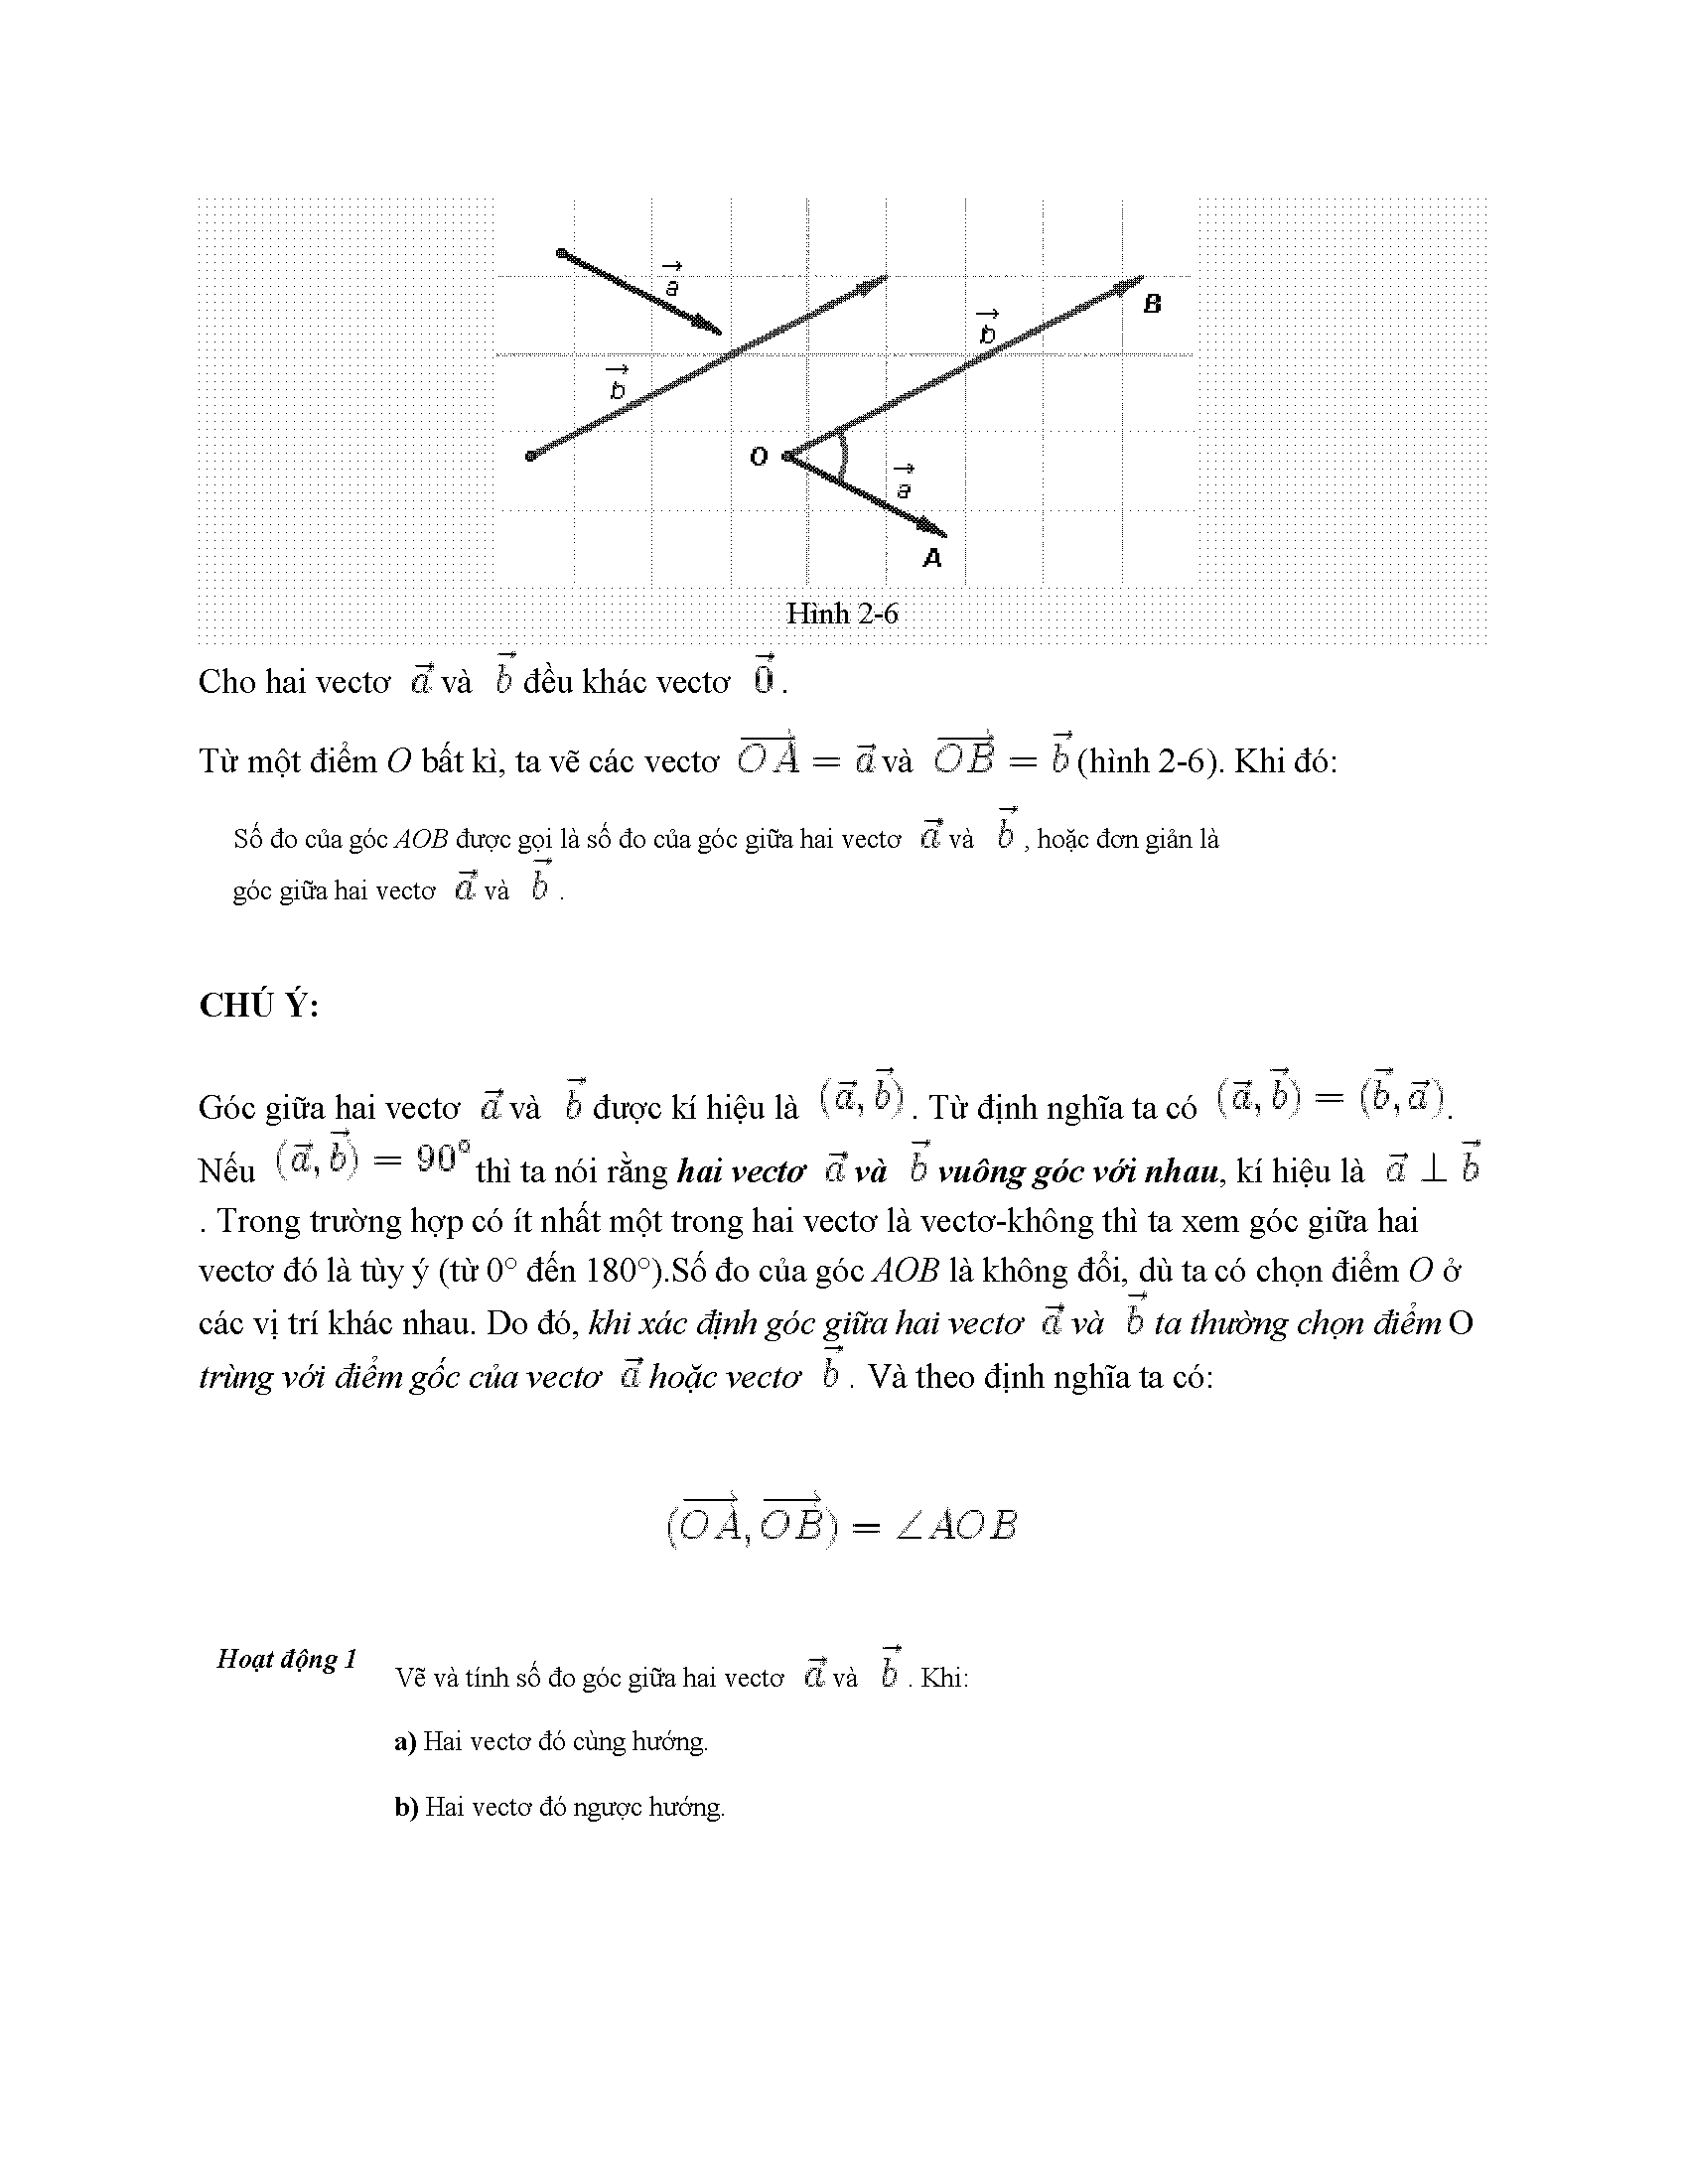 $\vec{a}$
$\vec{b}$
B
$\vec{b}$
O
$\vec{a}$
A
Hình 2-6
Cho hai vectơ $\vec{a}$ và $\vec{b}$ đều khác vectơ $\vec{0}$ .
Từ một điểm O bất kì, ta vẽ các vectơ $\overrightarrow{OA} = \vec{a}$ và $\overrightarrow{OB} = \vec{b}$ (hình 2-6). Khi đó:
Số đo của góc AOB được gọi là số đo của góc giữa hai vectơ $\vec{a}$ và $\vec{b}$ , hoặc đơn giản là
góc giữa hai vectơ $\vec{a}$ và $\vec{b}$ .
CHÚ Ý:
Góc giữa hai vectơ $\vec{a}$ và $\vec{b}$ được kí hiệu là $(\vec{a}, \vec{b})$ . Từ định nghĩa ta có $(\vec{a}, \vec{b}) = (\vec{b}, \vec{a})$.
Nếu $(\vec{a}, \vec{b}) = 90°$ thì ta nói rằng hai vectơ $\vec{a}$ và $\vec{b}$ vuông góc với nhau, kí hiệu là $\vec{a} \perp \vec{b}$
. Trong trường hợp có ít nhất một trong hai vectơ là vectơ-không thì ta xem góc giữa hai
vectơ đó là tùy ý (từ 0° đến 180°).Số đo của góc AOB là không đổi, dù ta có chọn điểm O ở
các vị trí khác nhau. Do đó, khi xác định góc giữa hai vectơ $\vec{a}$ và $\vec{b}$ ta thường chọn điểm O
trùng với điểm gốc của vectơ $\vec{a}$ hoặc vectơ $\vec{b}$ . Và theo định nghĩa ta có:
$(\overrightarrow{OA}, \overrightarrow{OB}) = \angle AOB$
Hoạt động 1
Vẽ và tính số đo góc giữa hai vectơ $\vec{a}$ và $\vec{b}$ . Khi:
a) Hai vectơ đó cùng hướng.
b) Hai vectơ đó ngược hướng.